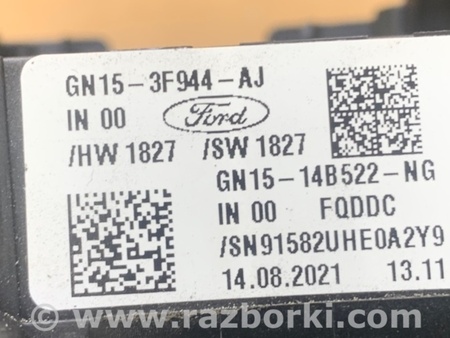 GN15-3F944-AJ
IN 00 Ford
/HW 1827 /SW 1827
GN15-14B522-NG
IN 00 FQDDC
/SN91582UHE0A2Y9
14.08.2021 13.11
© www.razborki.com